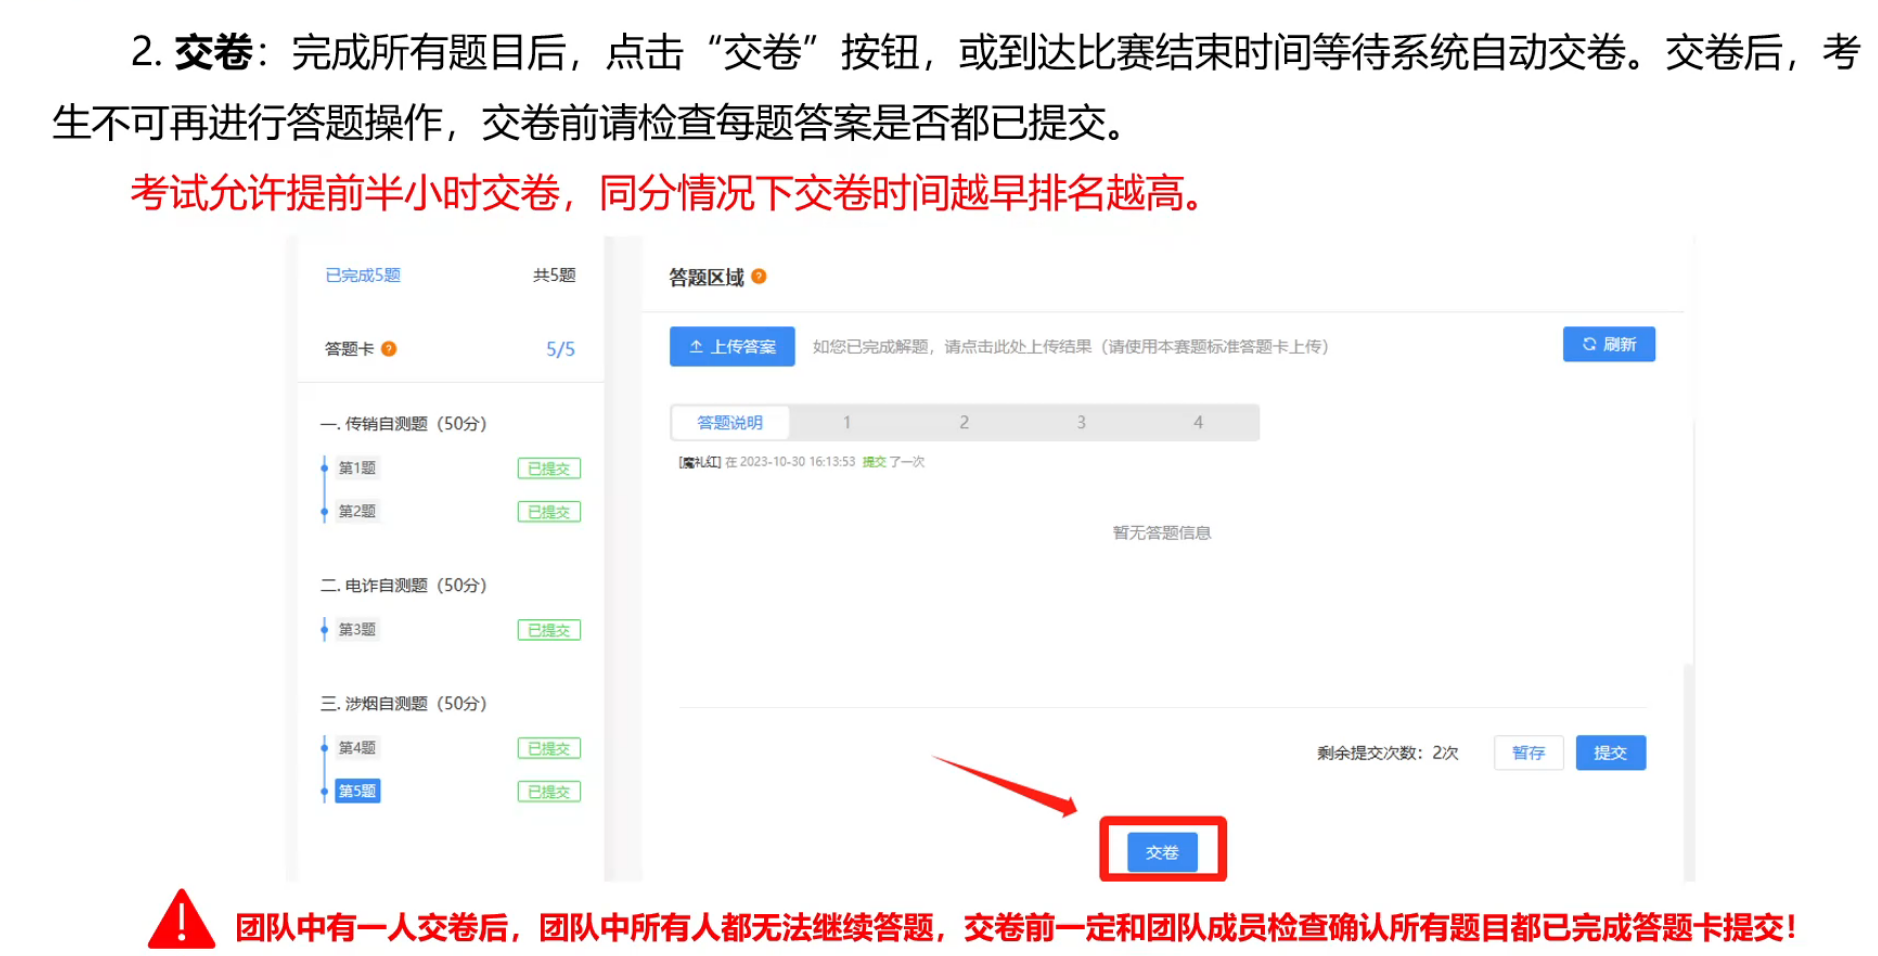 2. 交卷：完成所有题目后，点击“交卷”按钮，或到达比赛结束时间等待系统自动交卷。交卷后，考
生不可再进行答题操作，交卷前请检查每题答案是否都已提交。
考试允许提前半小时交卷，同分情况下交卷时间越早排名越高。
已完成5题 共5题
答题卡 5/5
一. 传销自测题（50分）
第1题 已提交
第2题 已提交
二. 电诈自测题（50分）
第3题 已提交
三. 涉烟自测题（50分）
第4题 已提交
第5题 已提交
答题区域
上传答案 如您已完成解题，请点击此处上传结果（请使用本赛题标准答题卡上传） 刷新
答题说明 1 2 3 4
[魔礼红] 在 2023-10-30 16:13:53 提交了一次
暂无答题信息
剩余提交次数：2次 暂存 提交
交卷
团队中有一人交卷后，团队中所有人都无法继续答题，交卷前一定和团队成员检查确认所有题目都已完成答题卡提交！